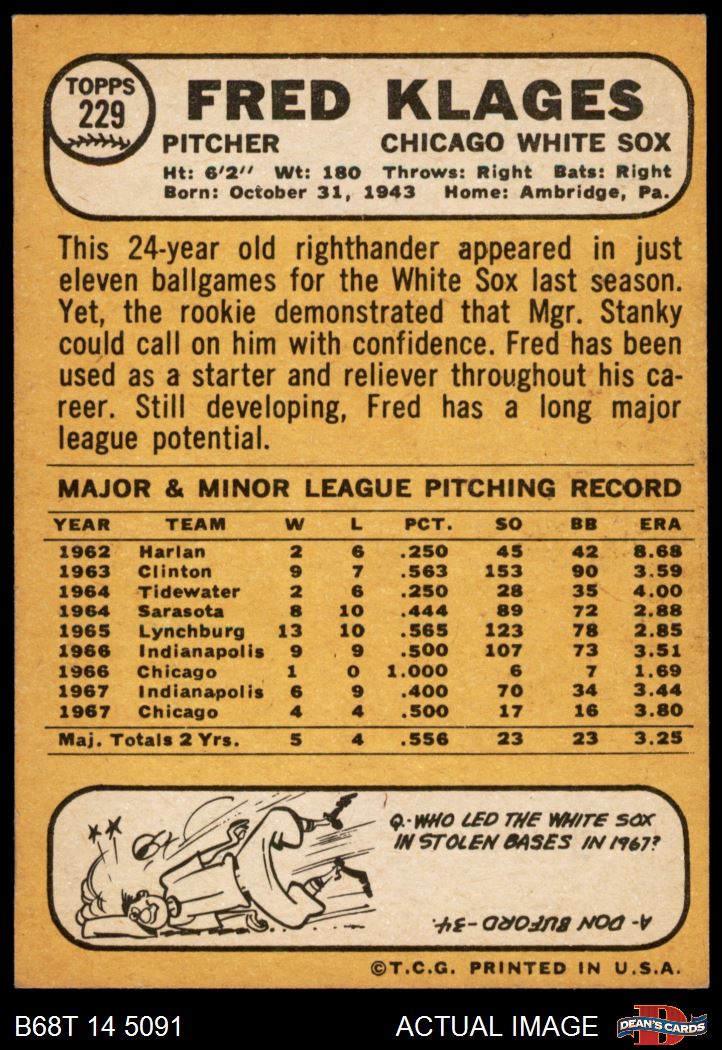 TOPPS
229
FRED KLAGES
PITCHER CHICAGO WHITE SOX
Ht: 6'2'' Wt: 180 Throws: Right Bats: Right
Born: October 31, 1943 Home: Ambridge, Pa.
This 24-year old righthander appeared in just
eleven ballgames for the White Sox last season.
Yet, the rookie demonstrated that Mgr. Stanky
could call on him with confidence. Fred has been
used as a starter and reliever throughout his ca-
reer. Still developing, Fred has a long major
league potential.
MAJOR & MINOR LEAGUE PITCHING RECORD
YEAR TEAM W L PCT. SO BB ERA
1962 Harlan 2 6 .250 45 42 8.68
1963 Clinton 9 7 .563 153 90 3.59
1964 Tidewater 2 6 .250 28 35 4.00
1964 Sarasota 8 10 .444 89 72 2.88
1965 Lynchburg 13 10 .565 123 78 2.85
1966 Indianapolis 9 9 .500 107 73 3.51
1966 Chicago 1 0 1.000 6 7 1.69
1967 Indianapolis 6 9 .400 70 34 3.44
1967 Chicago 4 4 .500 17 16 3.80
Maj. Totals 2 Yrs. 5 4 .556 23 23 3.25
Q-WHO LED THE WHITE SOX
IN STOLEN BASES IN 1967?
A-DON BUFORD-34.
©T.C.G. PRINTED IN U.S.A.
B68T 14 5091 ACTUAL IMAGE DEAN'S CARDS